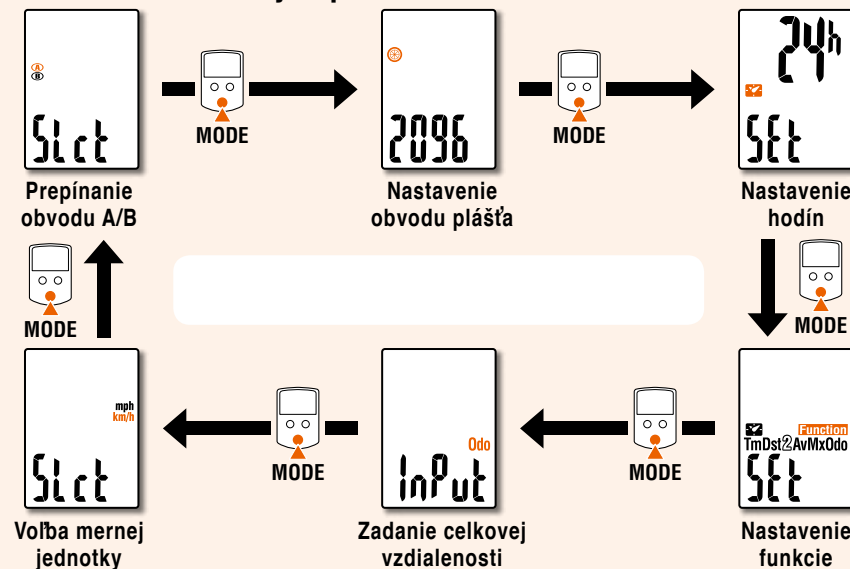 A
B
Slct
MODE
2096
MODE
24h
SEt
Prepínanie
obvodu A/B
Nastavenie
obvodu plášťa
Nastavenie
hodín
MODE
MODE
mph
km/h
Slct
MODE
Odo
InPut
MODE
Function
TmDst2AvMxOdo
SEt
Voľba mernej
jednotky
Zadanie celkovej
vzdialenosti
Nastavenie
funkcie